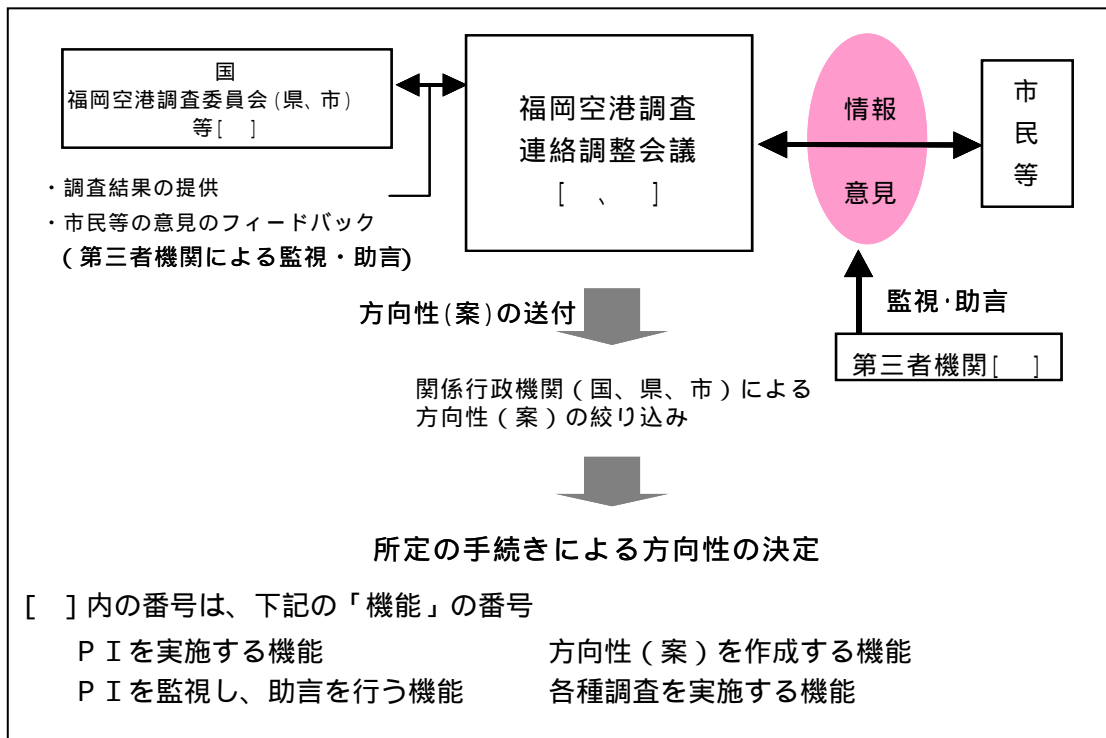 国
福岡空港調査委員会(県、市)
等[　]
福岡空港調査
連絡調整会議
[　、　]
情報
意見
市
民
等
・調査結果の提供
・市民等の意見のフィードバック
(第三者機関による監視・助言)
監視・助言
第三者機関[　]
方向性(案)の送付
関係行政機関(国、県、市)による
方向性(案)の絞り込み
所定の手続きによる方向性の決定
[　]内の番号は、下記の「機能」の番号
ＰＩを実施する機能　方向性(案)を作成する機能
ＰＩを監視し、助言を行う機能　各種調査を実施する機能